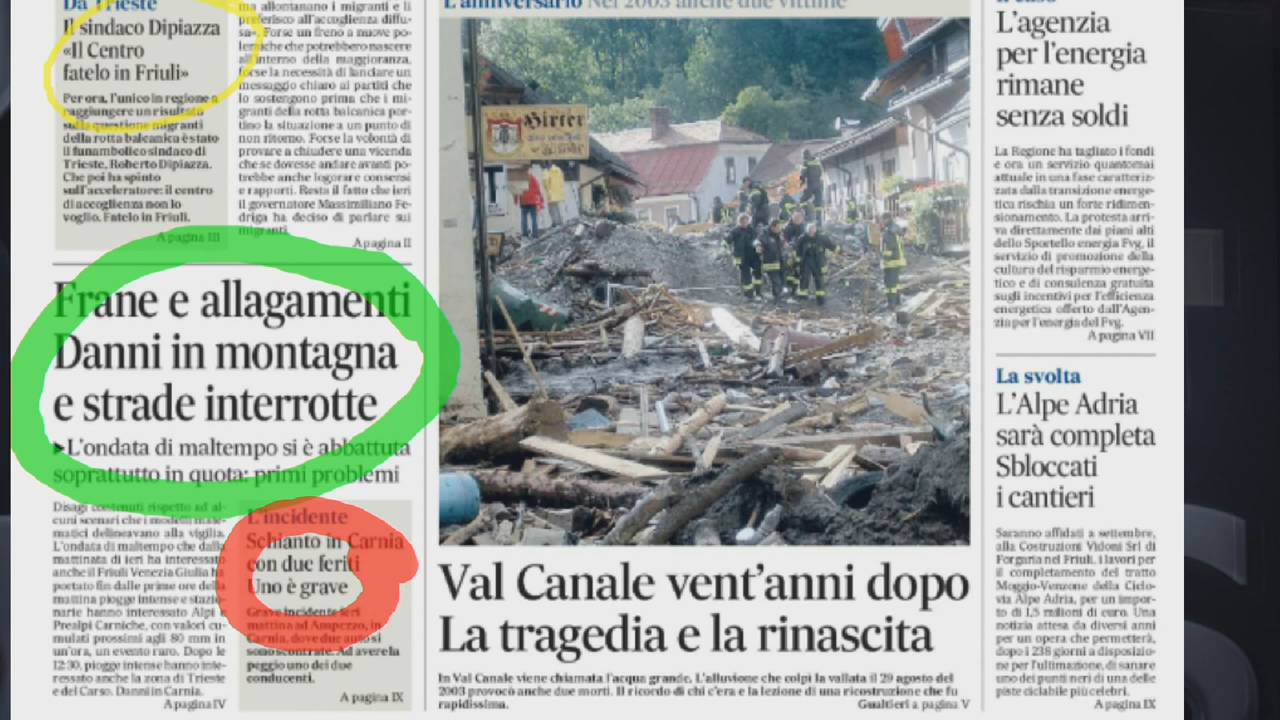 Da Trieste
Il sindaco Dipiazza
«Il Centro
fatelo in Friuli»
Per ora, l'unico in regione a
raggiungere un risultato
sulla questione migranti
della rotta balcanica è stato
il funambolico sindaco di
Trieste, Roberto Dipiazza.
Che poi ha spinto
sull'acceleratore: il centro
di accoglienza non lo
voglio. Fatelo in Friuli.
A pagina III
ma allontanano i migranti e li
preferisco all'accoglienza diffu-
sa». Forse un freno a nuove po-
lemiche che potrebbero nascere
all'interno della maggioranza,
forse la necessità di lanciare un
messaggio chiaro ai partiti che
lo sostengono prima che i mi-
granti della rotta balcanica por-
tino la situazione a un punto di
non ritorno. Forse la volontà di
provare a chiudere una vicenda
che se dovesse andare avanti po-
trebbe anche logorare consensi
e rapporti. Resta il fatto che ieri
il governatore Massimiliano Fe-
driga ha deciso di parlare sui
migranti.
A pagina II
Frane e allagamenti
Danni in montagna
e strade interrotte
►L'ondata di maltempo si è abbattuta
soprattutto in quota: primi problemi
Disagi contenuti rispetto ad al-
cuni scenari che i modelli mate-
matici delineavano alla vigilia.
L'ondata di maltempo che dalla
mattinata di ieri ha interessato
anche il Friuli Venezia Giulia ha
portato fin dalle prime ore della
mattina piogge intense e stazio-
narie hanno interessato Alpi e
Prealpi Carniche, con valori cu-
mulati prossimi agli 80 mm in
un'ora, un evento raro. Dopo le
12:30, piogge intense hanno inte-
ressato anche la zona di Trieste
e del Carso. Danni in Carnia.
A pagina IV
L'incidente
Schianto in Carnia
con due feriti
Uno è grave
Grave incidente ieri
mattina ad Ampezzo, in
Carnia, dove due auto si
sono scontrate. Ad avere la
peggio uno dei due
conducenti.
A pagina IX
L'anniversario Nel 2003 anche due vittime
Hirter
Val Canale vent'anni dopo
La tragedia e la rinascita
In Val Canale viene chiamata l'acqua grande. L'alluvione che colpì la vallata il 29 agosto del
2003 provocò anche due morti. Il ricordo di chi c'era e la lezione di una ricostruzione che fu
rapidissima.
Gualtieri a pagina V
Il caso
L'agenzia
per l'energia
rimane
senza soldi
La Regione ha tagliato i fondi
e ora un servizio quantomai
attuale in una fase caratteriz-
zata dalla transizione energe-
tica rischia un forte ridimen-
sionamento. La protesta arri-
va direttamente dai piani alti
dello Sportello energia Fvg, il
servizio di promozione della
cultura del risparmio energe-
tico e di consulenza gratuita
sugli incentivi per l'efficienza
energetica offerto dall'Agen-
zia per l'energia del Fvg.
A pagina VII
La svolta
L'Alpe Adria
sarà completa
Sbloccati
i cantieri
Saranno affidati a settembre,
alla Costruzioni Vidoni Srl di
Forgaria nel Friuli, i lavori per
il completamento del tratto
Moggio-Venzone della Ciclo-
via Alpe Adria, per un impor-
to di 1,5 milioni di euro. Una
notizia attesa da diversi anni
per un opera che permetterà,
dopo i 238 giorni a disposizio-
ne per l'ultimazione, di sanare
uno dei punti neri di una delle
piste ciclabile più celebri.
A pagina IX